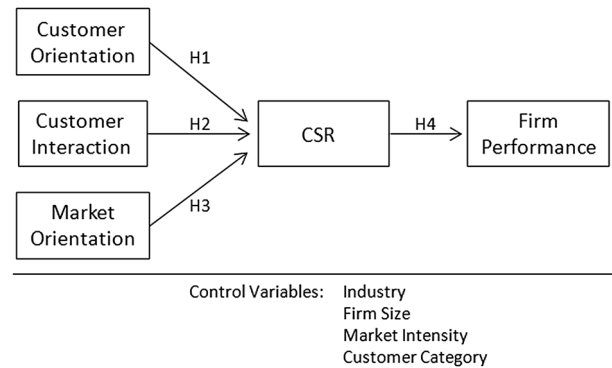 Customer
Orientation
H1
Customer
Interaction
H2
CSR
H4
Firm
Performance
Market
Orientation
H3
Control Variables: Industry
Firm Size
Market Intensity
Customer Category